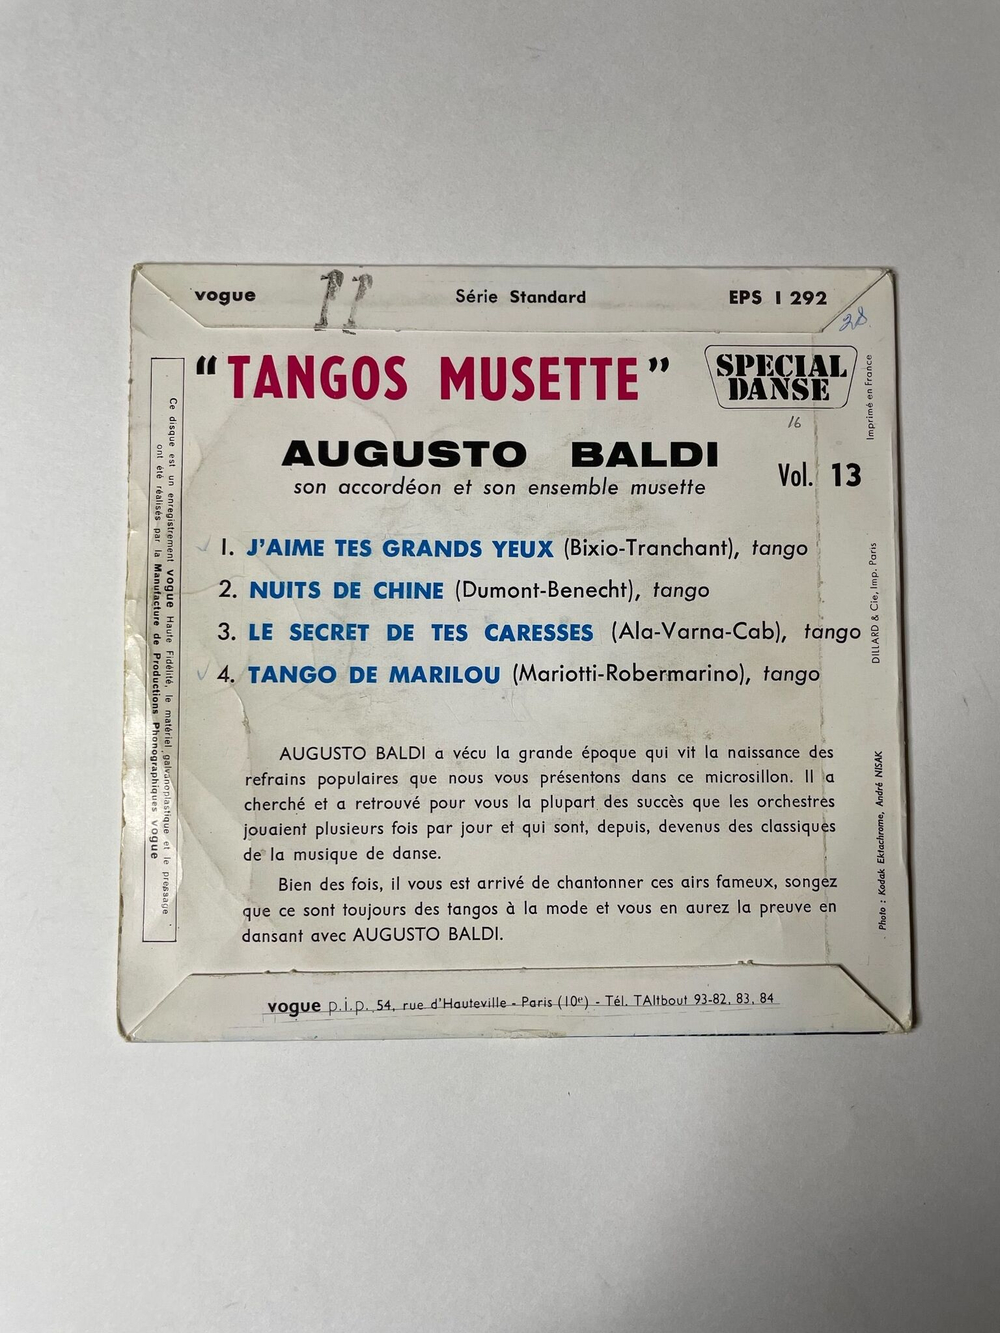 vogue Série Standard EPS 1 292
28
"TANGOS MUSETTE"
SPECIAL
DANSE
16
AUGUSTO BALDI
son accordéon et son ensemble musette
Vol. 13
1. J'AIME TES GRANDS YEUX (Bixio-Tranchant), tango
2. NUITS DE CHINE (Dumont-Benecht), tango
3. LE SECRET DE TES CARESSES (Ala-Varna-Cab), tango
4. TANGO DE MARILOU (Mariotti-Robermarino), tango
AUGUSTO BALDI a vécu la grande époque qui vit la naissance des
refrains populaires que nous vous présentons dans ce microsillon. Il a
cherché et a retrouvé pour vous la plupart des succès que les orchestres
jouaient plusieurs fois par jour et qui sont, depuis, devenus des classiques
de la musique de danse.
Bien des fois, il vous est arrivé de chantonner ces airs fameux, songez
que ce sont toujours des tangos à la mode et vous en aurez la preuve en
dansant avec AUGUSTO BALDI.
vogue p.i.p. 54, rue d'Hauteville - Paris (10e) - Tél. TAItbout 93-82, 83, 84
Ce disque est un enregistrement vogue Haute Fidélité, le matériel galvanoplastique et le pressage
ont été réalisés par la Manufacture de Productions Phonographiques vogue
Imprimé en France
DILLARD & Cie, Imp. Paris
Photo : Kodak Ektachrome, André NISAK